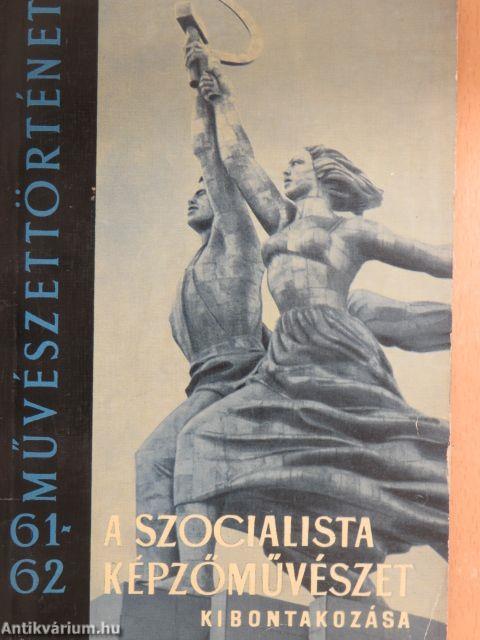 MŰVÉSZETTÖRTÉNET
61-
62
A SZOCIALISTA
KÉPZŐMŰVÉSZET
KIBONTAKOZÁSA
Antikvárium.hu